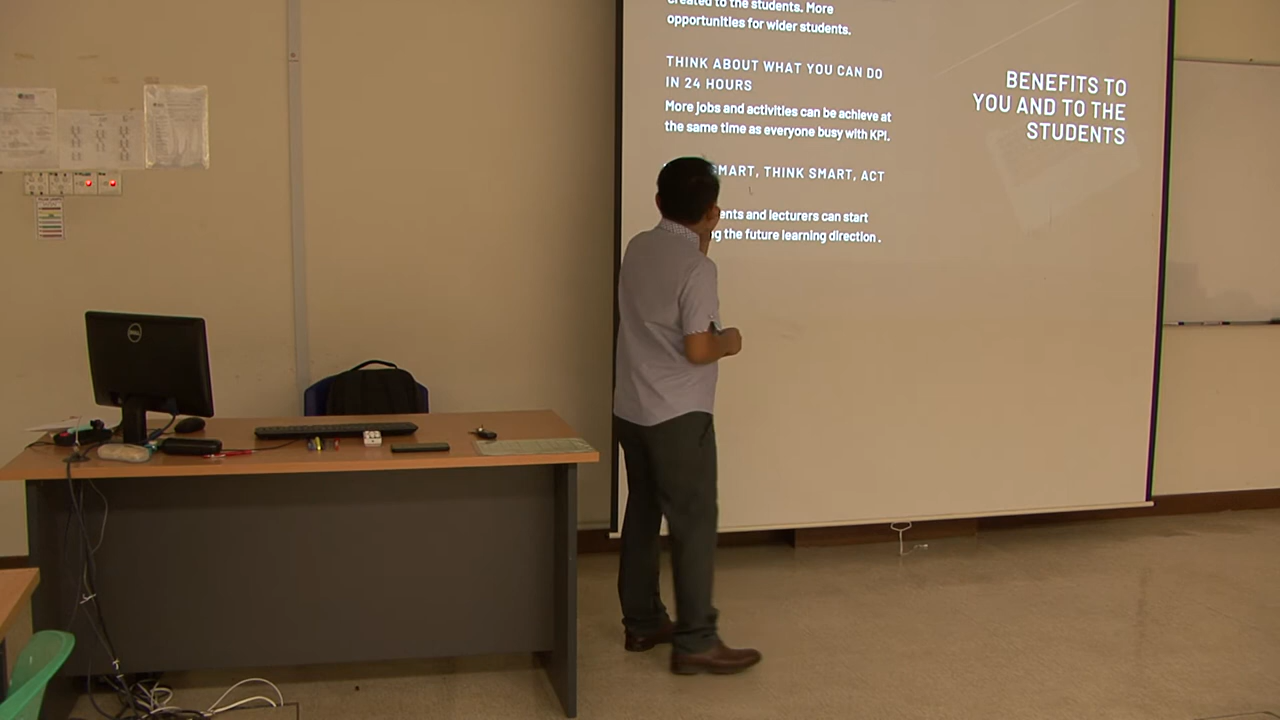 created to the students. More
opportunities for wider students.
THINK ABOUT WHAT YOU CAN DO
IN 24 HOURS
More jobs and activities can be achieve at
the same time as everyone busy with KPI.
SMART, THINK SMART, ACT
and lecturers can start
the future learning direction.
BENEFITS TO
YOU AND TO THE
STUDENTS
DELL